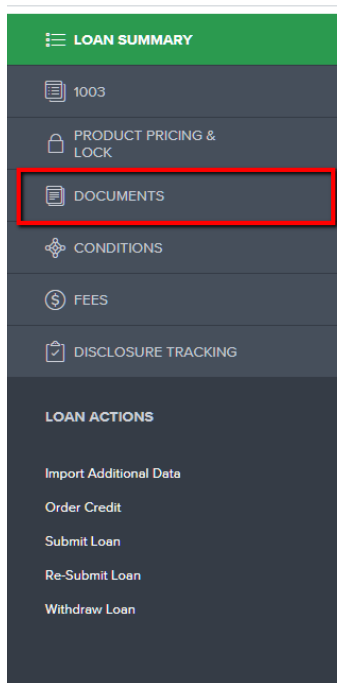 LOAN SUMMARY
1003
PRODUCT PRICING &
LOCK
DOCUMENTS
CONDITIONS
FEES
DISCLOSURE TRACKING
LOAN ACTIONS
Import Additional Data
Order Credit
Submit Loan
Re-Submit Loan
Withdraw Loan